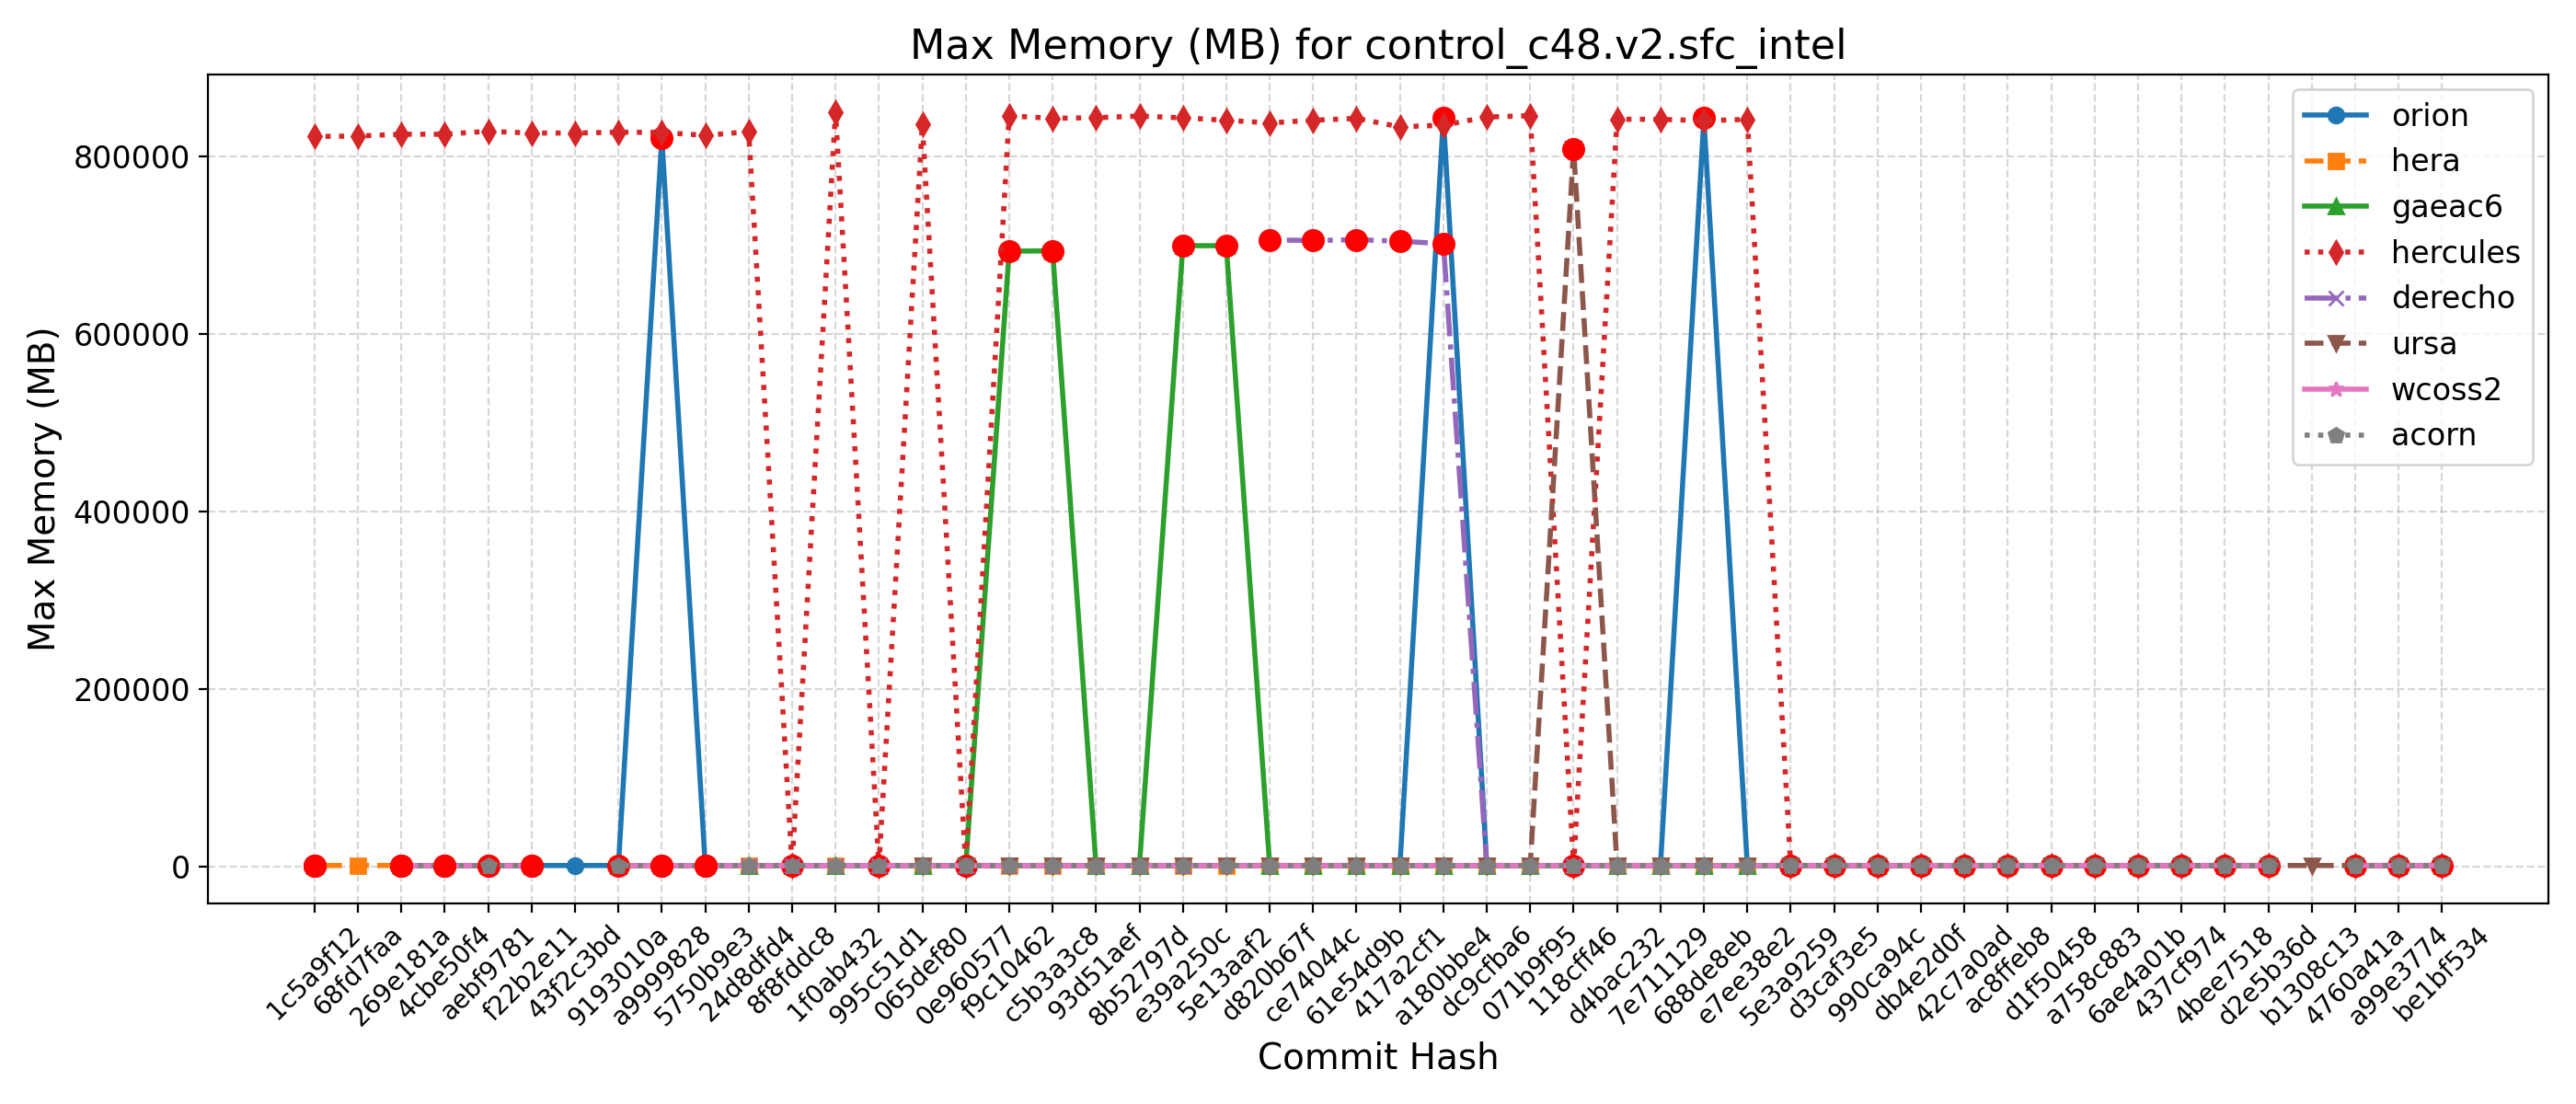 Max Memory (MB) for control_c48.v2.sfc_intel
Max Memory (MB)
800000
600000
400000
200000
0
orion
hera
gaeac6
hercules
derecho
ursa
wcoss2
acorn
1c5a9f12
68fd7faa
269e181a
4cbe50f4
aebf9781
f22b2e11
43f2c3bd
9193010a
a9999828
5750b9e3
24d8dfd4
8f8fddc8
1f0ab432
995c51d1
065def80
0e960577
f9c10462
c5b3a3c8
93d51aef
8b52797d
e39a250c
5e13aaf2
d820b67f
ce74044c
61e54d9b
417a2cf1
a180bbe4
dc9cfba6
071b9f95
118cff46
d4bac232
7e711129
688de8eb
e7ee38e2
5e3a9259
d3caf3e5
990ca94c
db4e2d0f
42c7a0ad
ac8ffeb8
d1f50458
a758c883
6ae4a01b
437cf974
4bee7518
d2e5b36d
b1308c13
4760a41a
a99e3774
be1bf534
Commit Hash